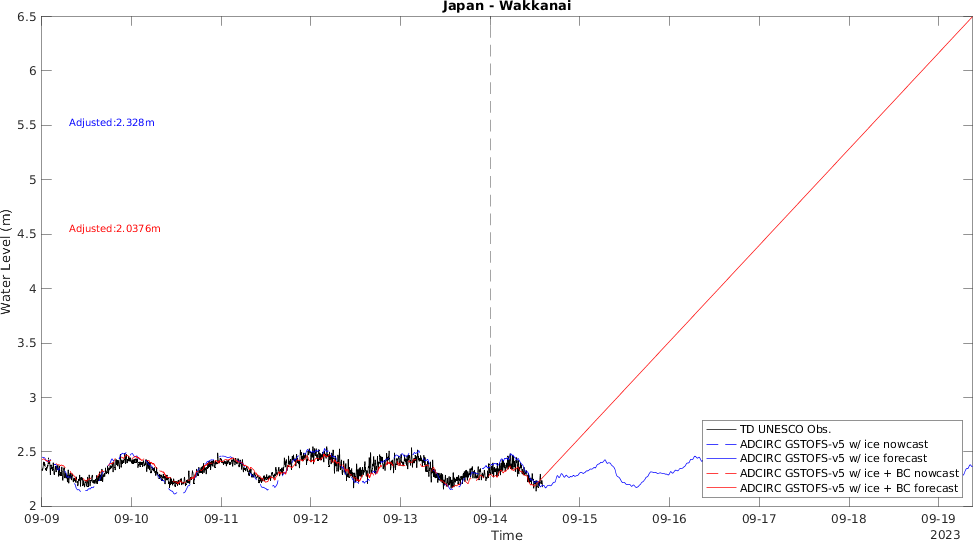 Japan - Wakkanai
6.5
6
5.5
5
4.5
4
3.5
3
2.5
2
Water Level (m)
Adjusted:2.328m
Adjusted:2.0376m
TD UNESCO Obs.
ADCIRC GSTOFS-v5 w/ ice nowcast
ADCIRC GSTOFS-v5 w/ ice forecast
ADCIRC GSTOFS-v5 w/ ice + BC nowcast
ADCIRC GSTOFS-v5 w/ ice + BC forecast
09-09 09-10 09-11 09-12 09-13 09-14 09-15 09-16 09-17 09-18 09-19
2023
Time